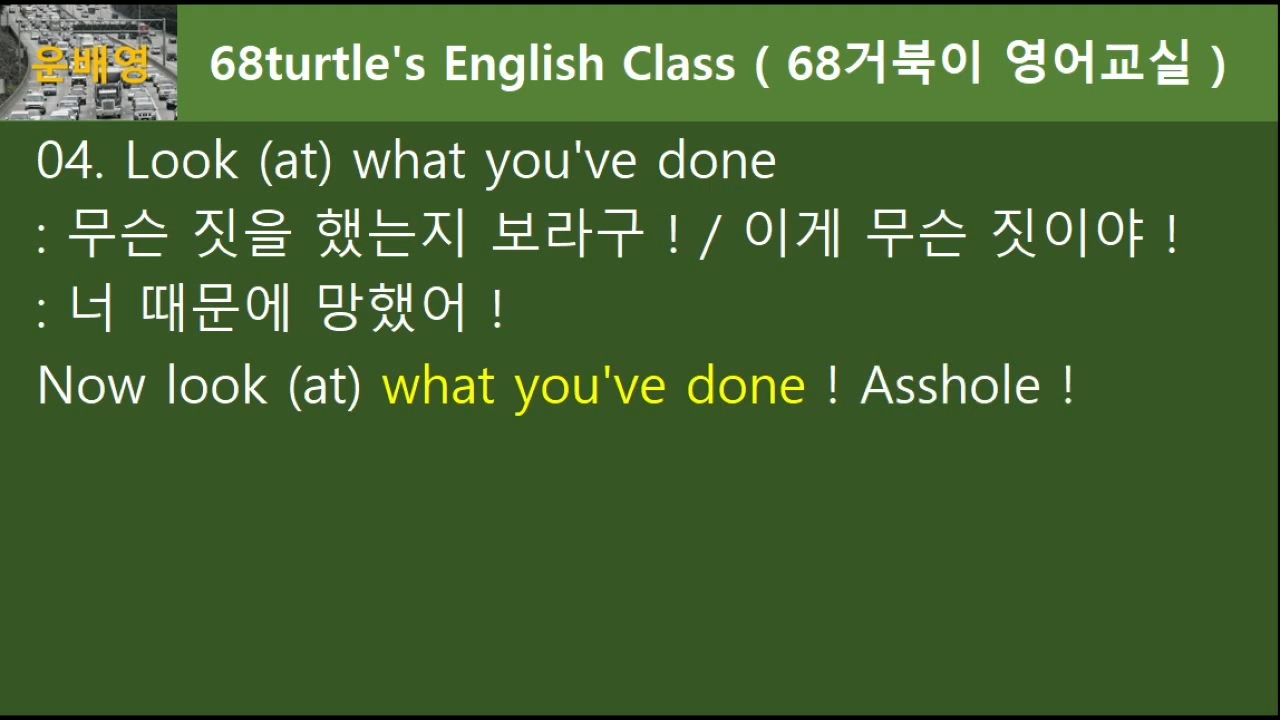 운배영
68turtle's English Class ( 68거북이 영어교실 )
04. Look (at) what you've done
: 무슨 짓을 했는지 보라구 ! / 이게 무슨 짓이야 !
: 너 때문에 망했어 !
Now look (at) what you've done ! Asshole !